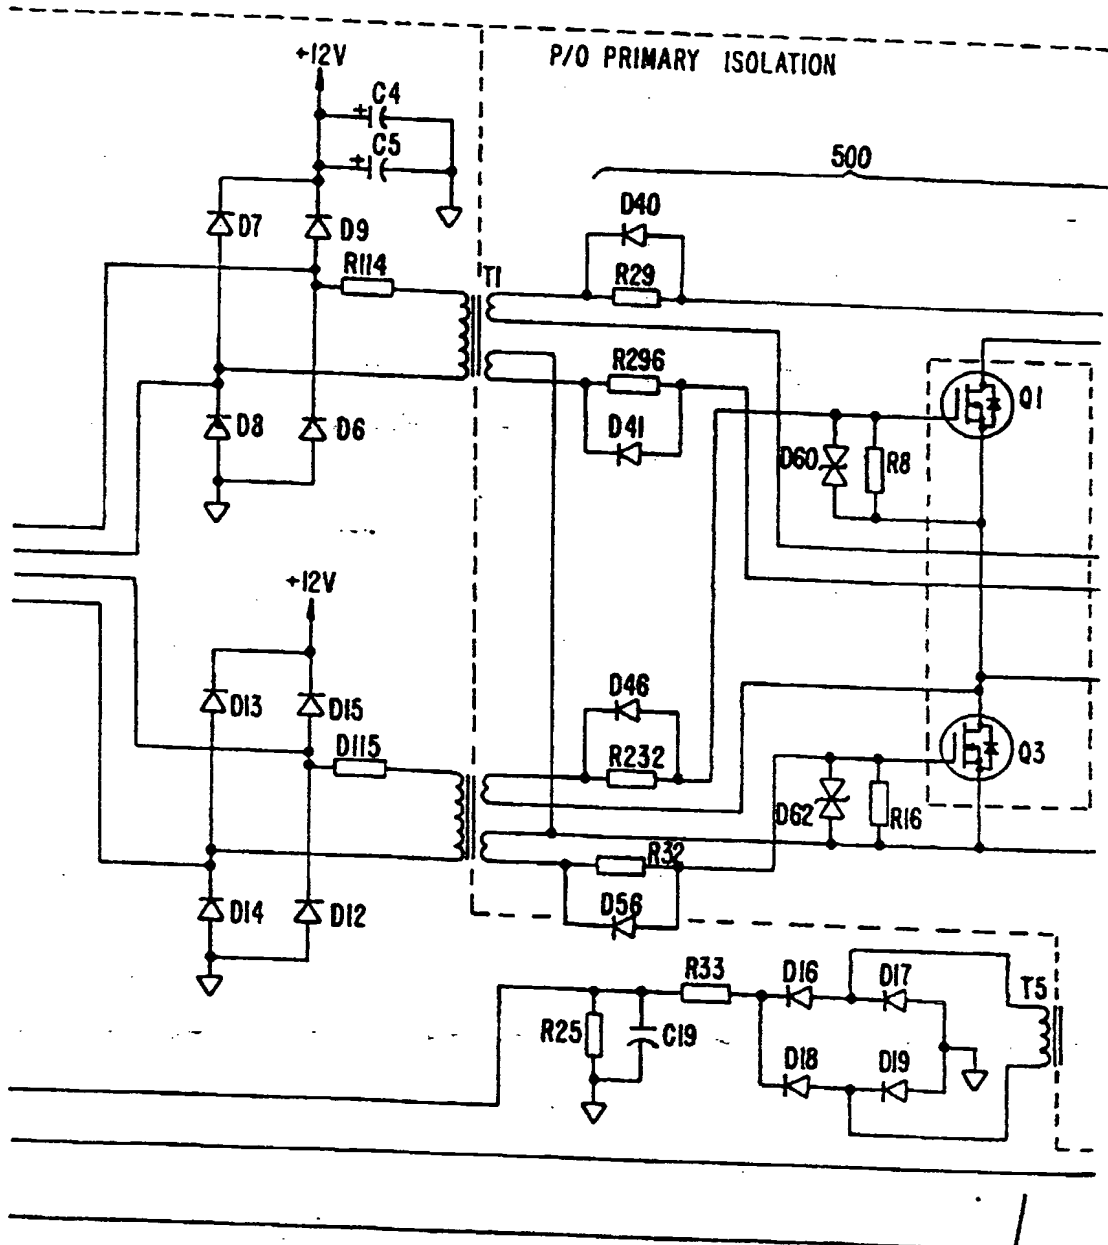 P/O PRIMARY ISOLATION
+12V
C4
+
C5
+
500
D7
D9
D40
R114
T1
R29
R296
Q1
D8
D6
D41
D60
R8
+12V
D13
D15
D46
D115
R232
Q3
D62
R16
R32
D14
D12
D56
R33
D16
D17
T5
R25
C19
D18
D19